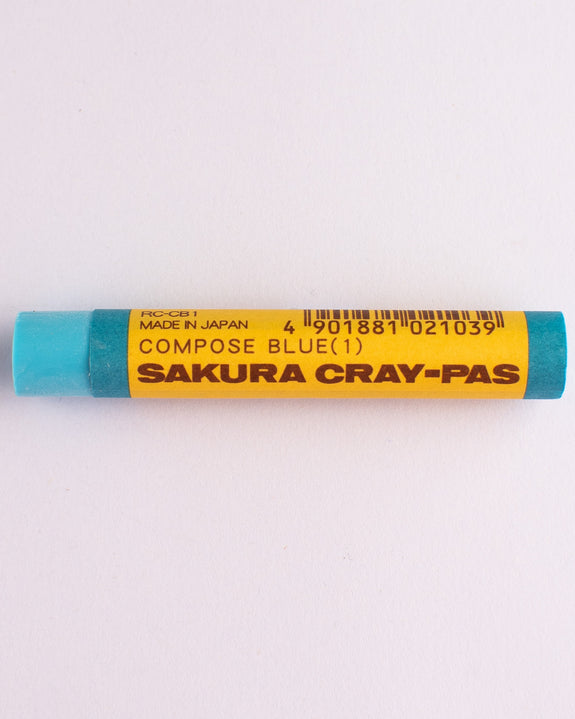 RC-CB1
MADE IN JAPAN 4 901881 021039
COMPOSE BLUE(1)
SAKURA CRAY-PAS